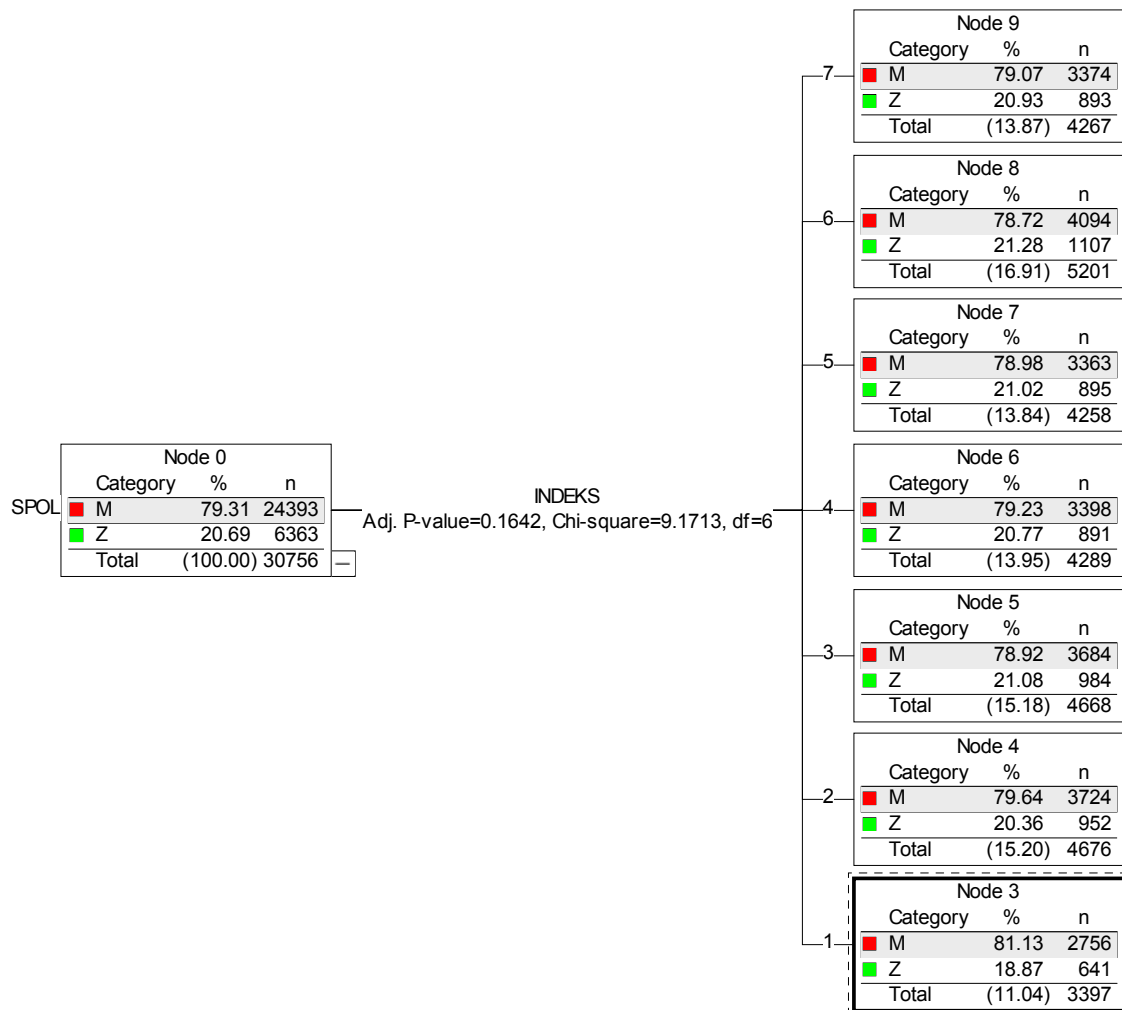 SPOL
Node 0
Category % n
M 79.31 24393
Z 20.69 6363
Total (100.00) 30756
INDEKS
Adj. P-value=0.1642, Chi-square=9.1713, df=6
7
Node 9
Category % n
M 79.07 3374
Z 20.93 893
Total (13.87) 4267
6
Node 8
Category % n
M 78.72 4094
Z 21.28 1107
Total (16.91) 5201
5
Node 7
Category % n
M 78.98 3363
Z 21.02 895
Total (13.84) 4258
4
Node 6
Category % n
M 79.23 3398
Z 20.77 891
Total (13.95) 4289
3
Node 5
Category % n
M 78.92 3684
Z 21.08 984
Total (15.18) 4668
2
Node 4
Category % n
M 79.64 3724
Z 20.36 952
Total (15.20) 4676
1
Node 3
Category % n
M 81.13 2756
Z 18.87 641
Total (11.04) 3397